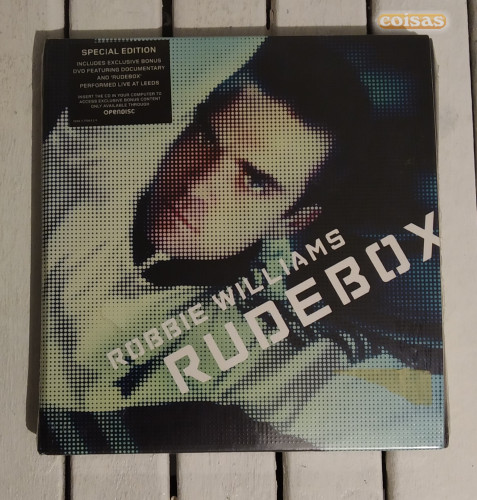 coisas
SPECIAL EDITION
INCLUDES EXCLUSIVE BONUS
DVD FEATURING DOCUMENTARY
AND 'RUDEBOX'
PERFORMED LIVE AT LEEDS
INSERT THE CD IN YOUR COMPUTER TO
ACCESS EXCLUSIVE BONUS CONTENT
ONLY AVAILABLE THROUGH
OPENDISC
ROBBIE WILLIAMS
RUDEBOX